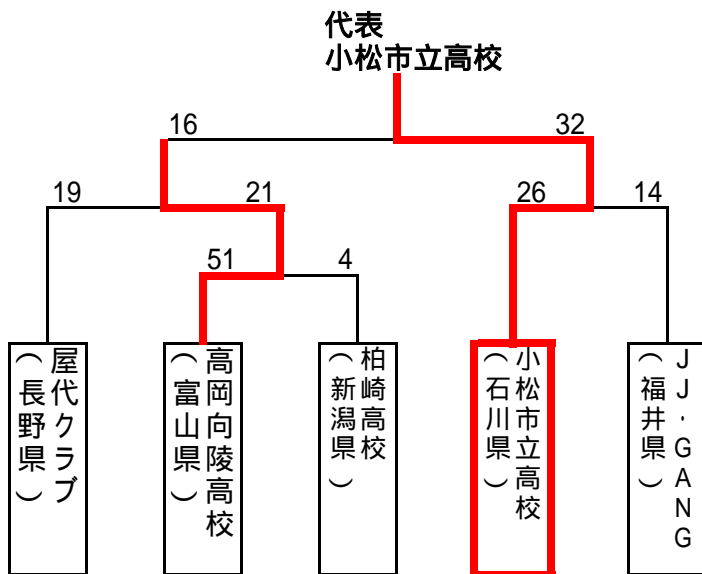 代表
小松市立高校
16
32
19
21
26
14
51
4
屋代クラブ
（長野県）
高岡向陵高校
（富山県）
柏崎高校
（新潟県）
小松市立高校
（石川県）
JJ・GANG
（福井県）